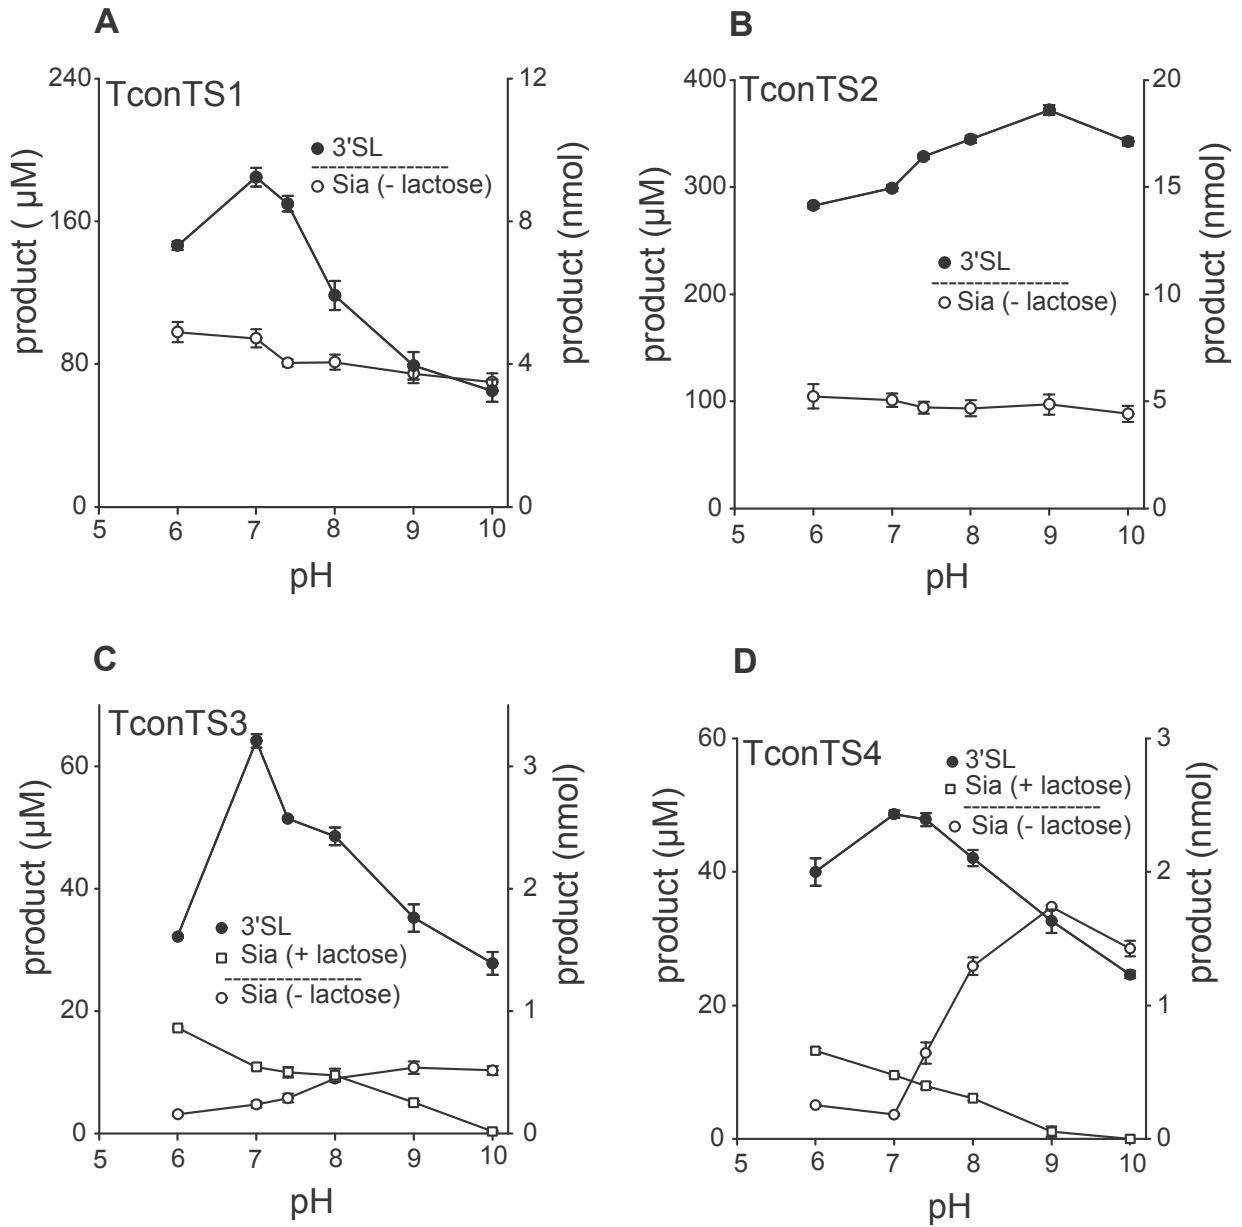 A
TconTS1
240
160
80
0
12
8
4
0
5 6 7 8 9 10
product ( µM)
product (nmol)
pH
3'SL
Sia (- lactose)
B
TconTS2
400
300
200
100
0
20
15
10
5
0
5 6 7 8 9 10
product (µM)
product (nmol)
pH
3'SL
Sia (- lactose)
C
TconTS3
60
40
20
0
3
2
1
0
5 6 7 8 9 10
product (µM)
product (nmol)
pH
3'SL
Sia (+ lactose)
Sia (- lactose)
D
TconTS4
60
40
20
0
3
2
1
0
5 6 7 8 9 10
product (µM)
product (nmol)
pH
3'SL
Sia (+ lactose)
Sia (- lactose)